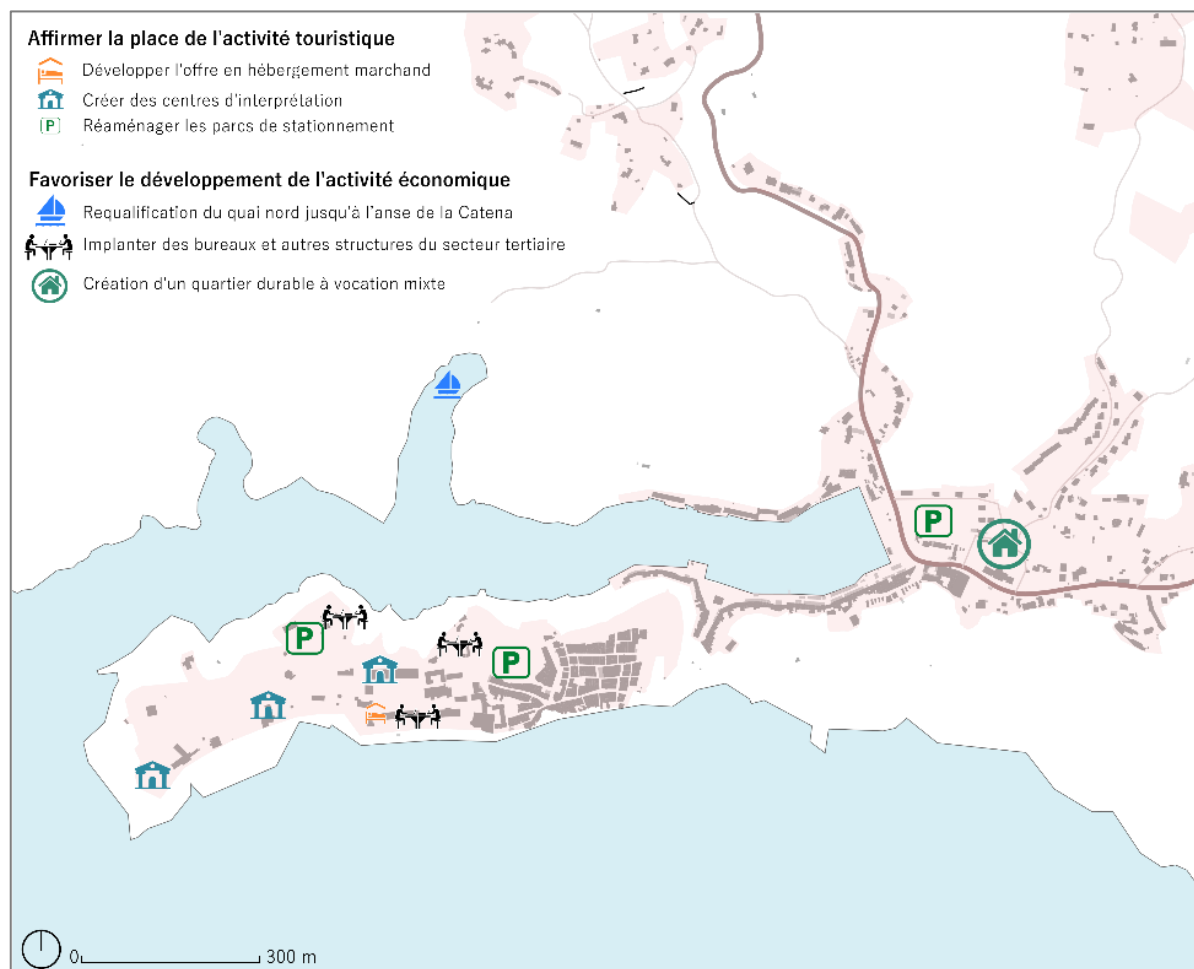 Affirmer la place de l'activité touristique
Développer l'offre en hébergement marchand
Créer des centres d'interprétation
P Réaménager les parcs de stationnement
Favoriser le développement de l'activité économique
Requalification du quai nord jusqu'à l'anse de la Catena
Implanter des bureaux et autres structures du secteur tertiaire
Création d'un quartier durable à vocation mixte
P
P
P
0 300 m